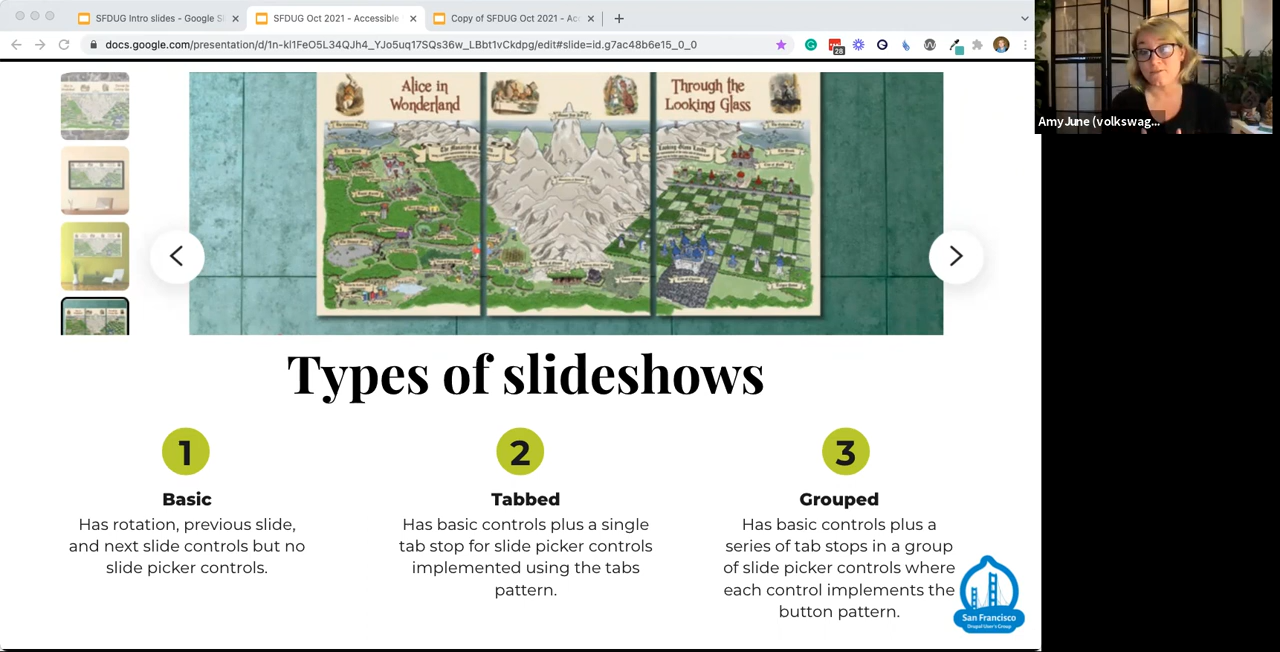 SFDUG Intro slides - Google Sl
SFDUG Oct 2021 - Accessible
Copy of SFDUG Oct 2021 - Acc
docs.google.com/presentation/d/1n-kl1FeO5L34QJh4_YJo5uq17SQs36w_LBbt1vCkdpg/edit#slide=id.g7ac48b6e15_0_0
28
AmyJune (volkswag...
Alice in
Wonderland
Through the
Looking Glass
Types of slideshows
1
2
3
Basic
Has rotation, previous slide,
and next slide controls but no
slide picker controls.
Tabbed
Has basic controls plus a single
tab stop for slide picker controls
implemented using the tabs
pattern.
Grouped
Has basic controls plus a
series of tab stops in a group
of slide picker controls where
each control implements the
button pattern.
San Francisco
Drupal User's Group